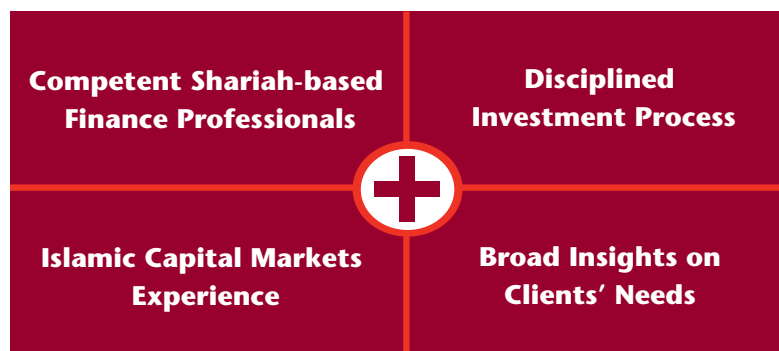 Competent Shariah-based
Finance Professionals
Disciplined
Investment Process
Islamic Capital Markets
Experience
Broad Insights on
Clients’ Needs